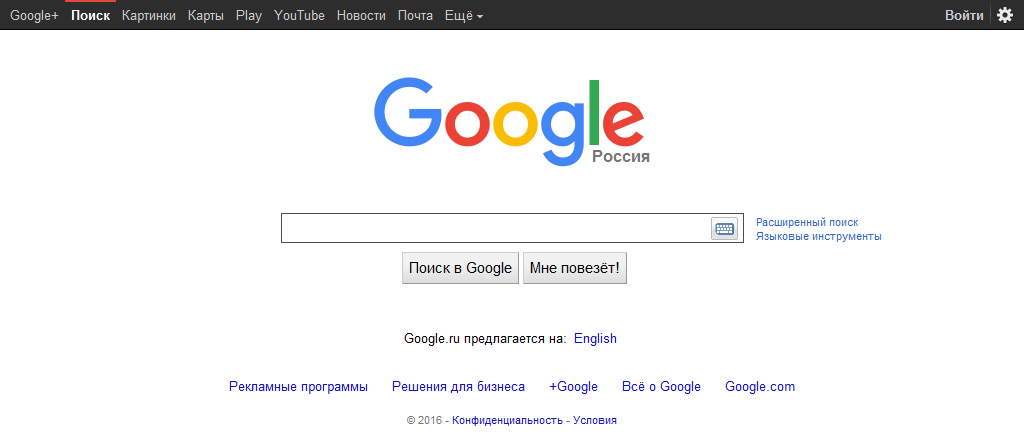 Google+ Поиск Картинки Карты Play YouTube Новости Почта Ещё Войти
Google
Россия
Расширенный поиск
Языковые инструменты
Поиск в Google Мне повезёт!
Google.ru предлагается на: English
Рекламные программы Решения для бизнеса +Google Всё о Google Google.com
© 2016 - Конфиденциальность - Условия